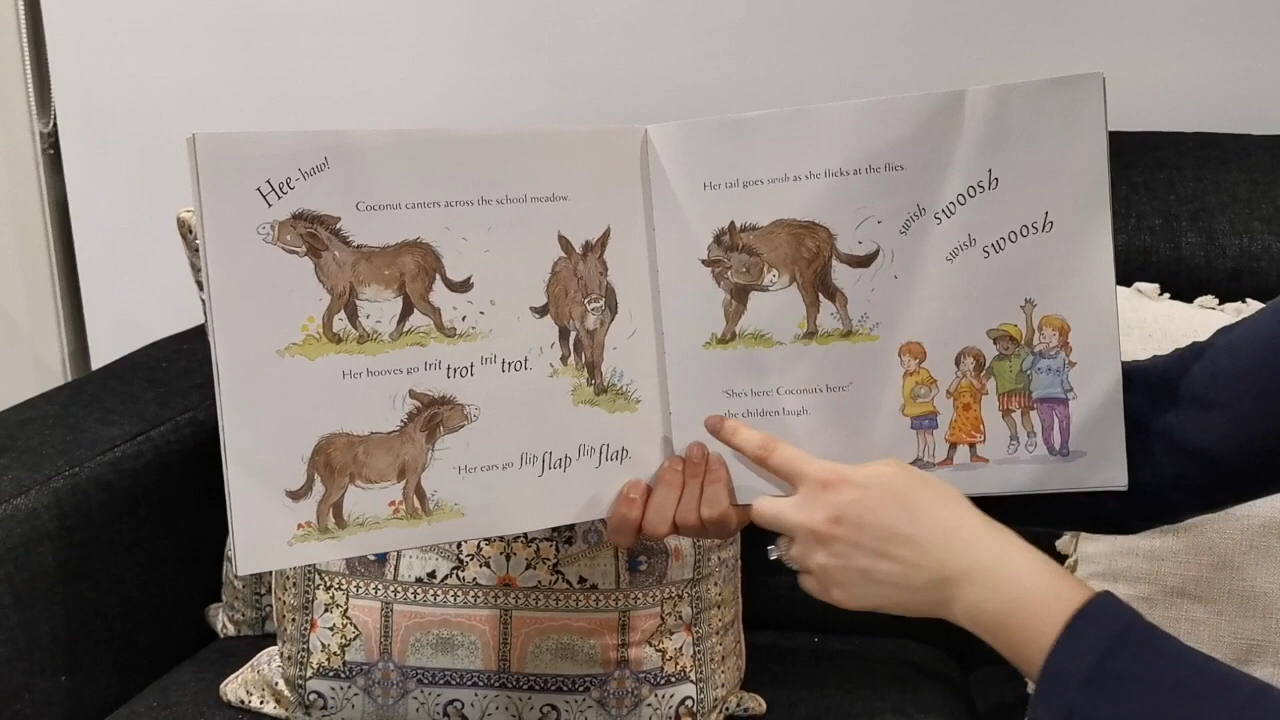 Hee-haw!
Coconut canters across the school meadow.
Her hooves go trit trot trit trot.
Her ears go flip flap flip flap.
Her tail goes swish as she flicks at the flies.
swish swoosh
swish swoosh
"She's here! Coconut's here!"
the children laugh.